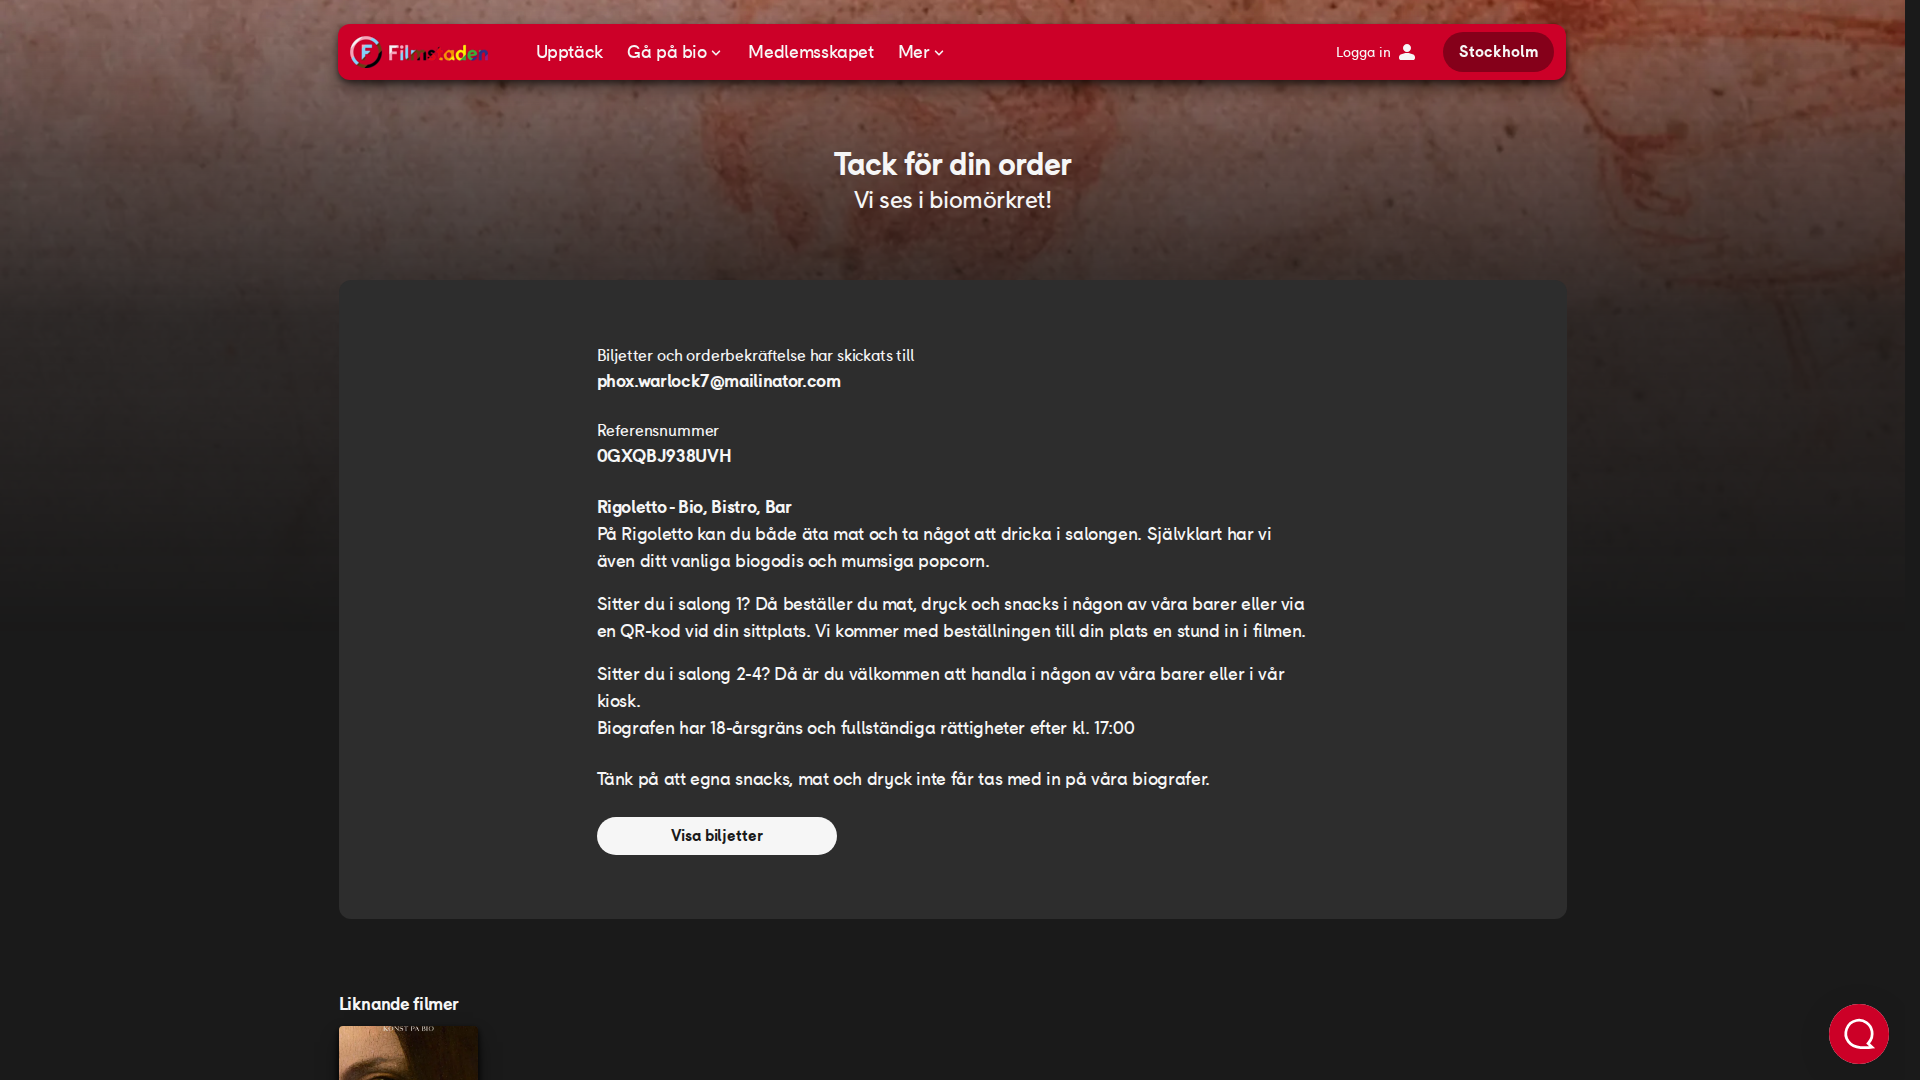 Filmstaden
Upptäck
Gå på bio
Medlemsskapet
Mer
Logga in
Stockholm
Tack för din order
Vi ses i biomörkret!
Biljetter och orderbekräftelse har skickats till
phox.warlock7@mailinator.com
Referensnummer
0GXQBJ938UVH
Rigoletto - Bio, Bistro, Bar
På Rigoletto kan du både äta mat och ta något att dricka i salongen. Självklart har vi
även ditt vanliga biogodis och mumsiga popcorn.
Sitter du i salong 1? Då beställer du mat, dryck och snacks i någon av våra barer eller via
en QR-kod vid din sittplats. Vi kommer med beställningen till din plats en stund in i filmen.
Sitter du i salong 2-4? Då är du välkommen att handla i någon av våra barer eller i vår
kiosk.
Biografen har 18-årsgräns och fullständiga rättigheter efter kl. 17:00
Tänk på att egna snacks, mat och dryck inte får tas med in på våra biografer.
Visa biljetter
Liknande filmer
KONST PÅ BIO